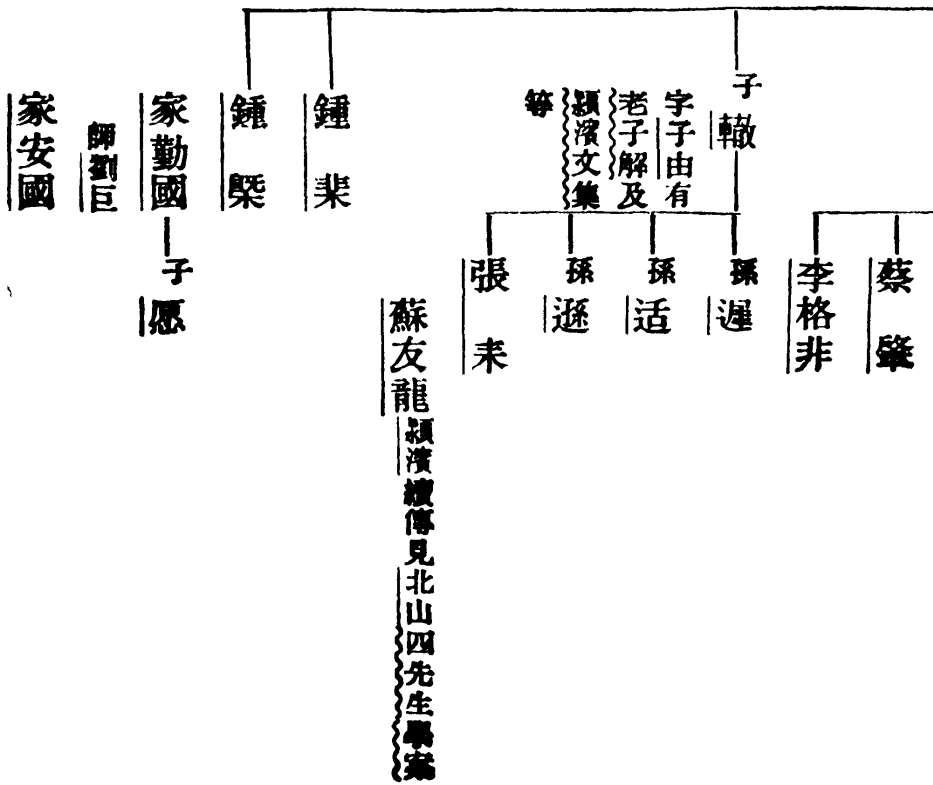 蔡肇
李格非
子轍
字子由有
老子解及
潁濱文集
等
孫遲
孫适
孫遜
張耒
蘇友龍
潁濱續傳見北山四先生學案
鍾棐
鍾槩
家勤國
子愿
師劉巨
家安國